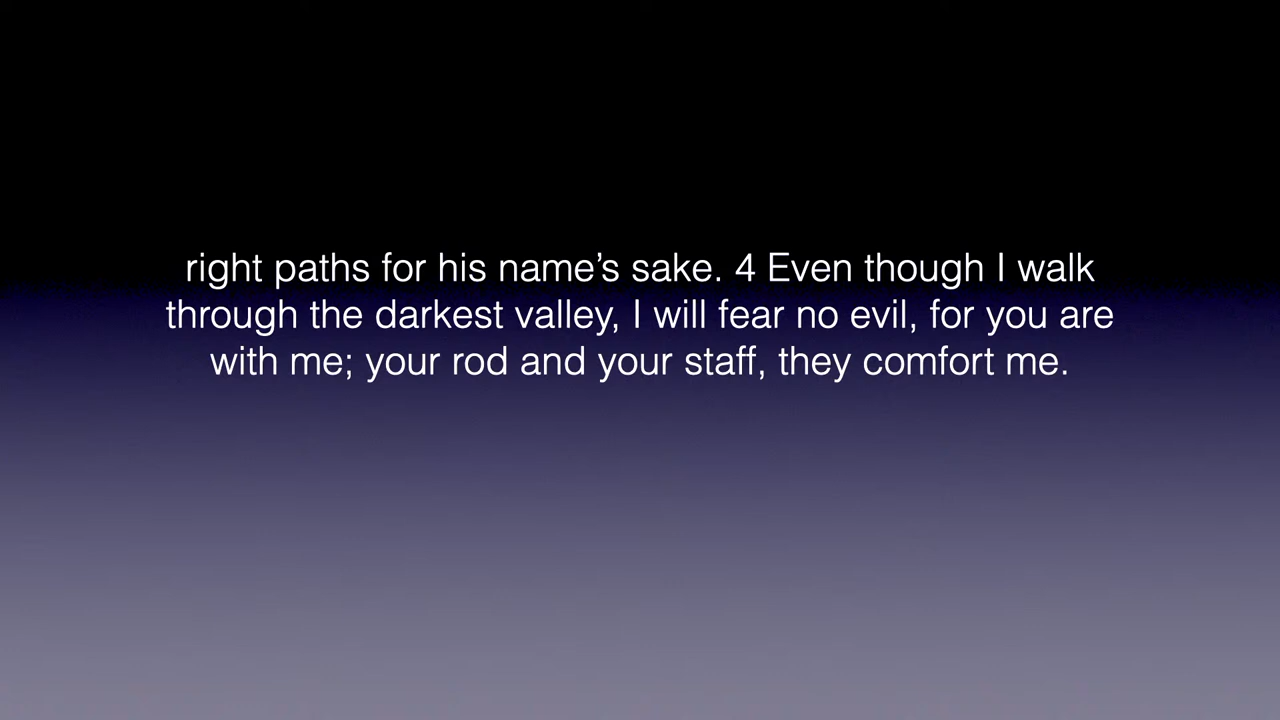 right paths for his name’s sake. 4 Even though I walk
through the darkest valley, I will fear no evil, for you are
with me; your rod and your staff, they comfort me.